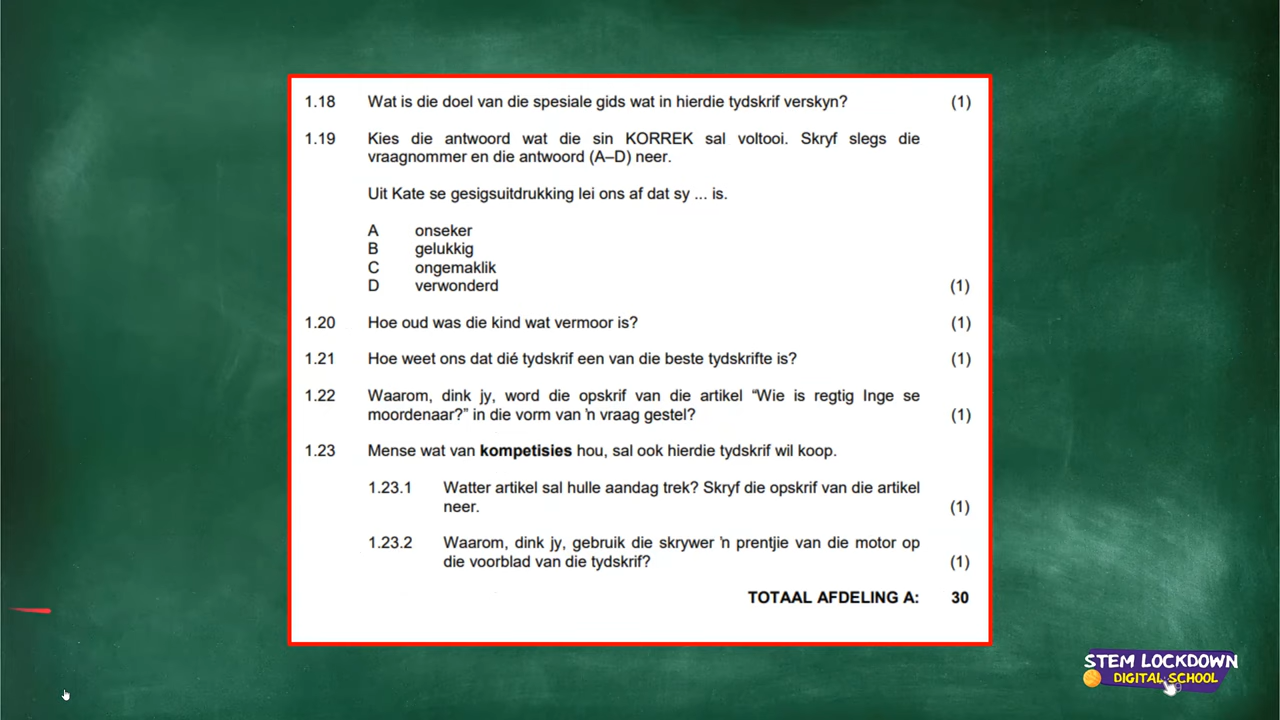 1.18 Wat is die doel van die spesiale gids wat in hierdie tydskrif verskyn? (1)
1.19 Kies die antwoord wat die sin KORREK sal voltooi. Skryf slegs die
vraagnommer en die antwoord (A–D) neer.
Uit Kate se gesigsuitdrukking lei ons af dat sy ... is.
A onseker
B gelukkig
C ongemaklik
D verwonderd (1)
1.20 Hoe oud was die kind wat vermoor is? (1)
1.21 Hoe weet ons dat dié tydskrif een van die beste tydskrifte is? (1)
1.22 Waarom, dink jy, word die opskrif van die artikel “Wie is regtig Inge se
moordenaar?” in die vorm van ŉ vraag gestel? (1)
1.23 Mense wat van kompetisies hou, sal ook hierdie tydskrif wil koop.
1.23.1 Watter artikel sal hulle aandag trek? Skryf die opskrif van die artikel
neer. (1)
1.23.2 Waarom, dink jy, gebruik die skrywer ŉ prentjie van die motor op
die voorblad van die tydskrif? (1)
TOTAAL AFDELING A: 30
STEM LOCKDOWN
DIGITAL SCHOOL